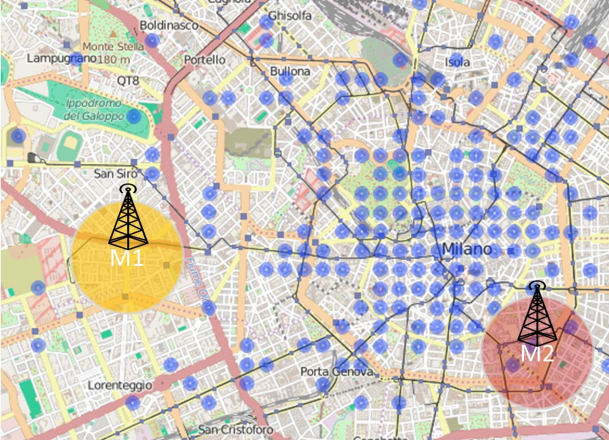 Boldinasco
Ghisolfa
Monte Stella
180 m
Lampugnano
Portello
Isola
Bullona
QT8
Ippodromo
del Galoppo
San Siro
M1
Milano
M2
Porta Genova
Lorenteggio
San Cristoforo